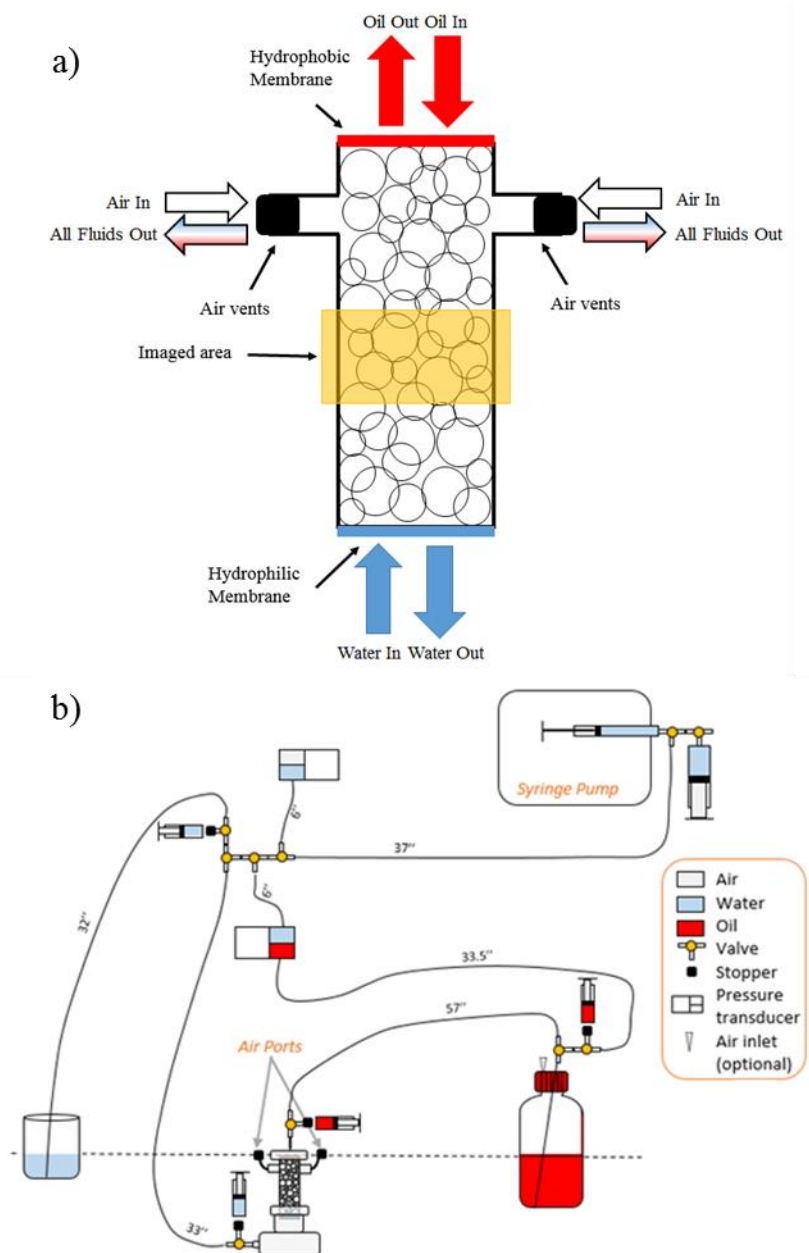 a)
Oil Out Oil In
Hydrophobic
Membrane
Air In
All Fluids Out
Air In
All Fluids Out
Air vents
Air vents
Imaged area
Hydrophilic
Membrane
Water In Water Out
b)
Syringe Pump
6"
37"
32"
6"
33.5"
57"
Air Ports
33"
Air
Water
Oil
Valve
Stopper
Pressure
transducer
Air inlet
(optional)